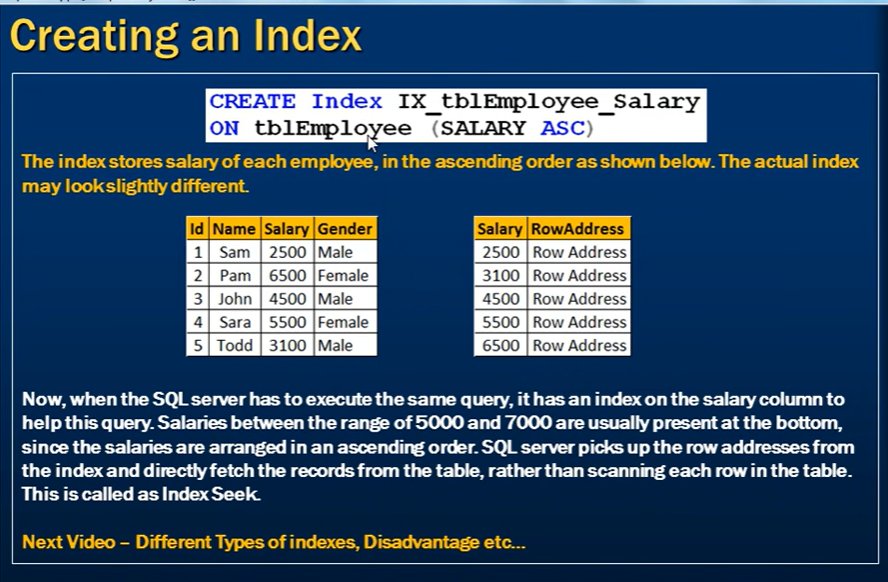 Creating an Index
CREATE Index IX_tblEmployee_Salary
ON tblEmployee (SALARY ASC)
The index stores salary of each employee, in the ascending order as shown below. The actual index
may look slightly different.
Id Name Salary Gender
1 Sam 2500 Male
2 Pam 6500 Female
3 John 4500 Male
4 Sara 5500 Female
5 Todd 3100 Male
Salary RowAddress
2500 Row Address
3100 Row Address
4500 Row Address
5500 Row Address
6500 Row Address
Now, when the SQL server has to execute the same query, it has an index on the salary column to
help this query. Salaries between the range of 5000 and 7000 are usually present at the bottom,
since the salaries are arranged in an ascending order. SQL server picks up the row addresses from
the index and directly fetch the records from the table, rather than scanning each row in the table.
This is called as Index Seek.
Next Video – Different Types of indexes, Disadvantage etc...